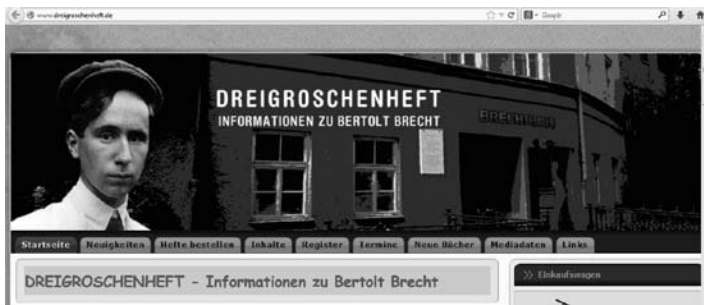 www.dreigroschenheft.de
Google
DREIGROSCHENHEFT
INFORMATIONEN ZU BERTOLT BRECHT
BRECHTHAUS
Startseite Neuigkeiten Hefte bestellen Inhalte Register Termine Neue Bücher Mediadaten Links
DREIGROSCHENHEFT - Informationen zu Bertolt Brecht
>> Einkaufswagen